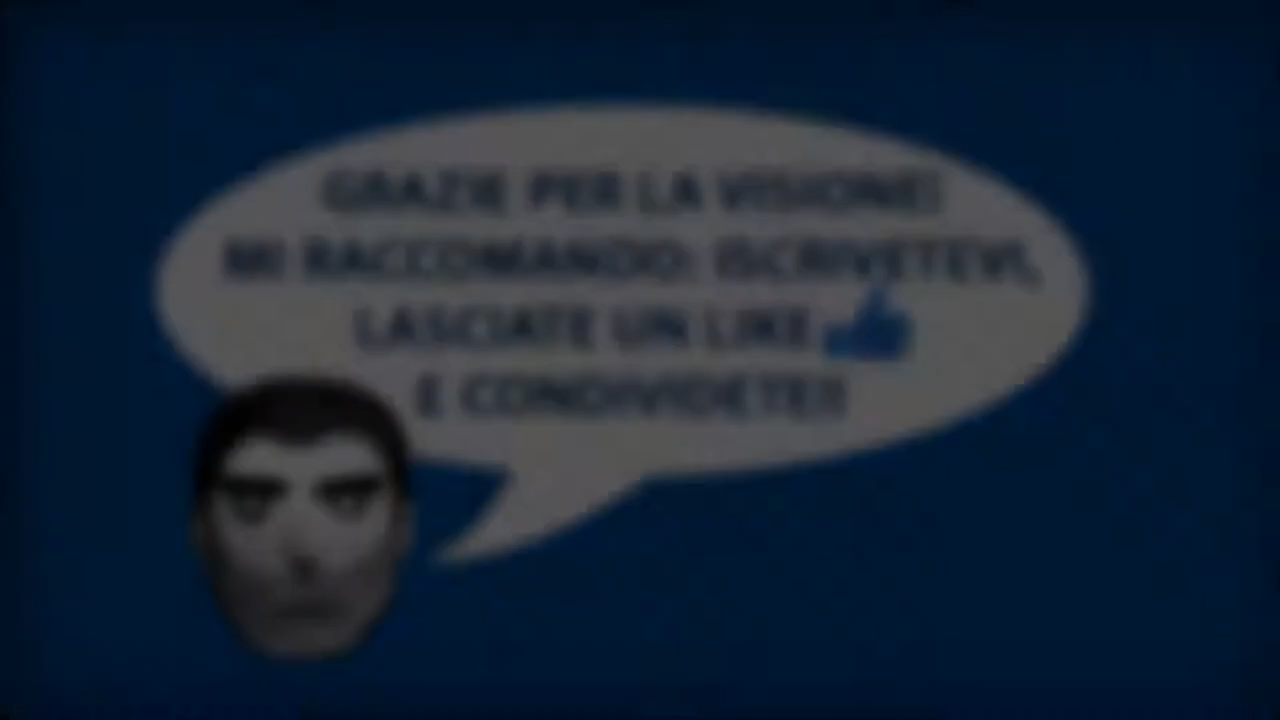 GRAZIE PER LA VISIONE!
MI RACCOMANDO: ISCRIVETEVI,
LASCIATE UN LIKE
E CONDIVIDETE!!